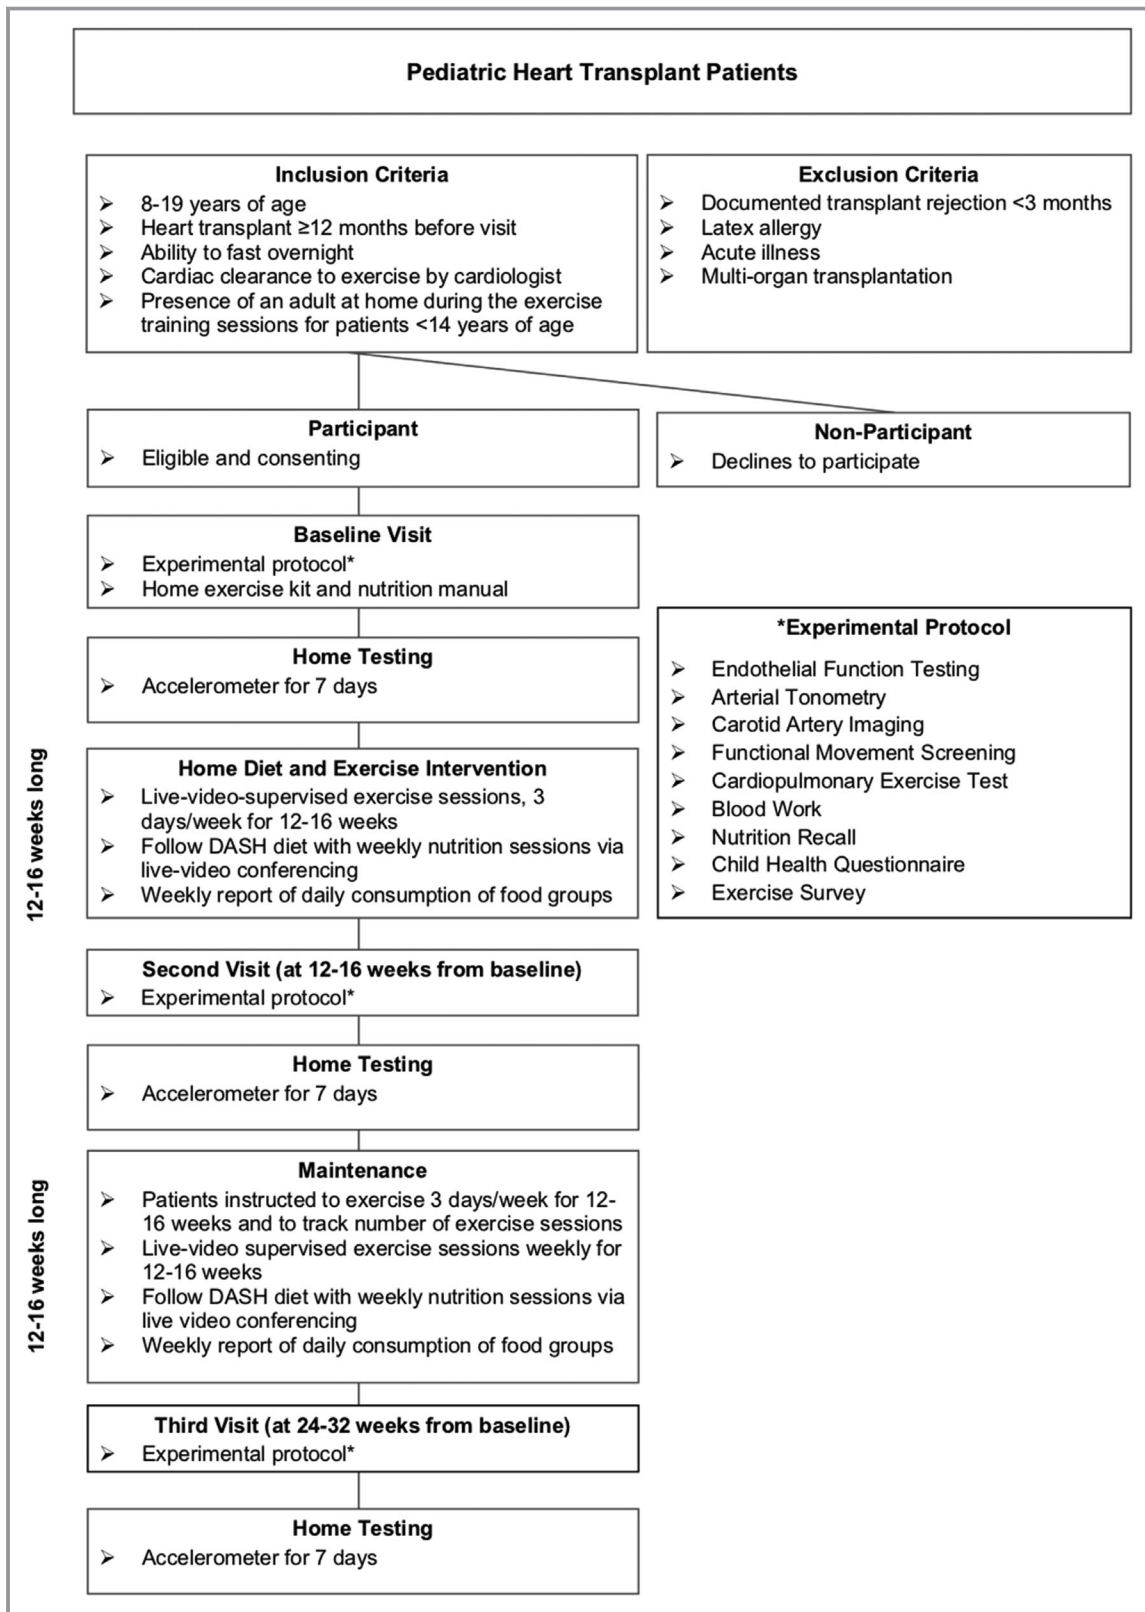 Pediatric Heart Transplant Patients
Inclusion Criteria
➤ 8-19 years of age
➤ Heart transplant ≥12 months before visit
➤ Ability to fast overnight
➤ Cardiac clearance to exercise by cardiologist
➤ Presence of an adult at home during the exercise
training sessions for patients <14 years of age
Exclusion Criteria
➤ Documented transplant rejection <3 months
➤ Latex allergy
➤ Acute illness
➤ Multi-organ transplantation
Participant
➤ Eligible and consenting
Non-Participant
➤ Declines to participate
Baseline Visit
➤ Experimental protocol*
➤ Home exercise kit and nutrition manual
Home Testing
➤ Accelerometer for 7 days
*Experimental Protocol
➤ Endothelial Function Testing
➤ Arterial Tonometry
➤ Carotid Artery Imaging
➤ Functional Movement Screening
➤ Cardiopulmonary Exercise Test
➤ Blood Work
➤ Nutrition Recall
➤ Child Health Questionnaire
➤ Exercise Survey
12-16 weeks long
Home Diet and Exercise Intervention
➤ Live-video-supervised exercise sessions, 3
days/week for 12-16 weeks
➤ Follow DASH diet with weekly nutrition sessions via
live-video conferencing
➤ Weekly report of daily consumption of food groups
Second Visit (at 12-16 weeks from baseline)
➤ Experimental protocol*
Home Testing
➤ Accelerometer for 7 days
12-16 weeks long
Maintenance
➤ Patients instructed to exercise 3 days/week for 12-
16 weeks and to track number of exercise sessions
➤ Live-video supervised exercise sessions weekly for
12-16 weeks
➤ Follow DASH diet with weekly nutrition sessions via
live video conferencing
➤ Weekly report of daily consumption of food groups
Third Visit (at 24-32 weeks from baseline)
➤ Experimental protocol*
Home Testing
➤ Accelerometer for 7 days